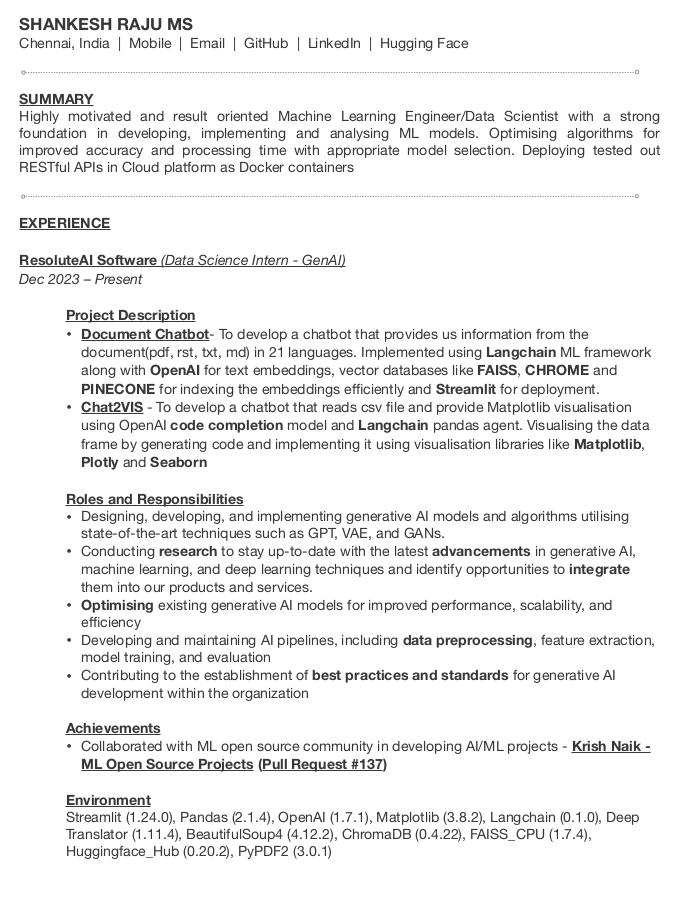 SHANKESH RAJU MS
Chennai, India | Mobile | Email | GitHub | LinkedIn | Hugging Face
SUMMARY
Highly motivated and result oriented Machine Learning Engineer/Data Scientist with a strong
foundation in developing, implementing and analysing ML models. Optimising algorithms for
improved accuracy and processing time with appropriate model selection. Deploying tested out
RESTful APIs in Cloud platform as Docker containers
EXPERIENCE
ResoluteAI Software (Data Science Intern - GenAI)
Dec 2023 – Present
Project Description
• Document Chatbot- To develop a chatbot that provides us information from the
document(pdf, rst, txt, md) in 21 languages. Implemented using Langchain ML framework
along with OpenAI for text embeddings, vector databases like FAISS, CHROME and
PINECONE for indexing the embeddings efficiently and Streamlit for deployment.
• Chat2VIS - To develop a chatbot that reads csv file and provide Matplotlib visualisation
using OpenAI code completion model and Langchain pandas agent. Visualising the data
frame by generating code and implementing it using visualisation libraries like Matplotlib,
Plotly and Seaborn
Roles and Responsibilities
• Designing, developing, and implementing generative AI models and algorithms utilising
state-of-the-art techniques such as GPT, VAE, and GANs.
• Conducting research to stay up-to-date with the latest advancements in generative AI,
machine learning, and deep learning techniques and identify opportunities to integrate
them into our products and services.
• Optimising existing generative AI models for improved performance, scalability, and
efficiency
• Developing and maintaining AI pipelines, including data preprocessing, feature extraction,
model training, and evaluation
• Contributing to the establishment of best practices and standards for generative AI
development within the organization
Achievements
• Collaborated with ML open source community in developing AI/ML projects - Krish Naik -
ML Open Source Projects (Pull Request #137)
Environment
Streamlit (1.24.0), Pandas (2.1.4), OpenAI (1.7.1), Matplotlib (3.8.2), Langchain (0.1.0), Deep
Translator (1.11.4), BeautifulSoup4 (4.12.2), ChromaDB (0.4.22), FAISS_CPU (1.7.4),
Huggingface_Hub (0.20.2), PyPDF2 (3.0.1)